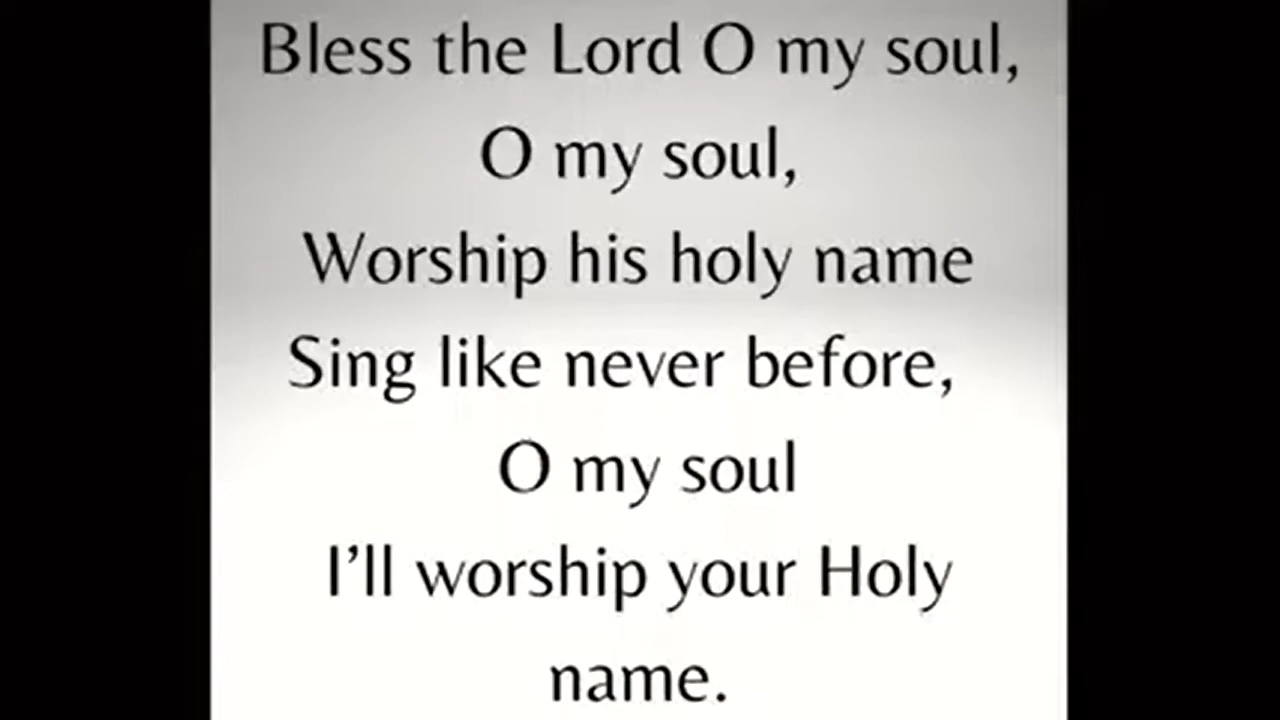 Bless the Lord O my soul,
O my soul,
Worship his holy name
Sing like never before,
O my soul
I’ll worship your Holy
name.